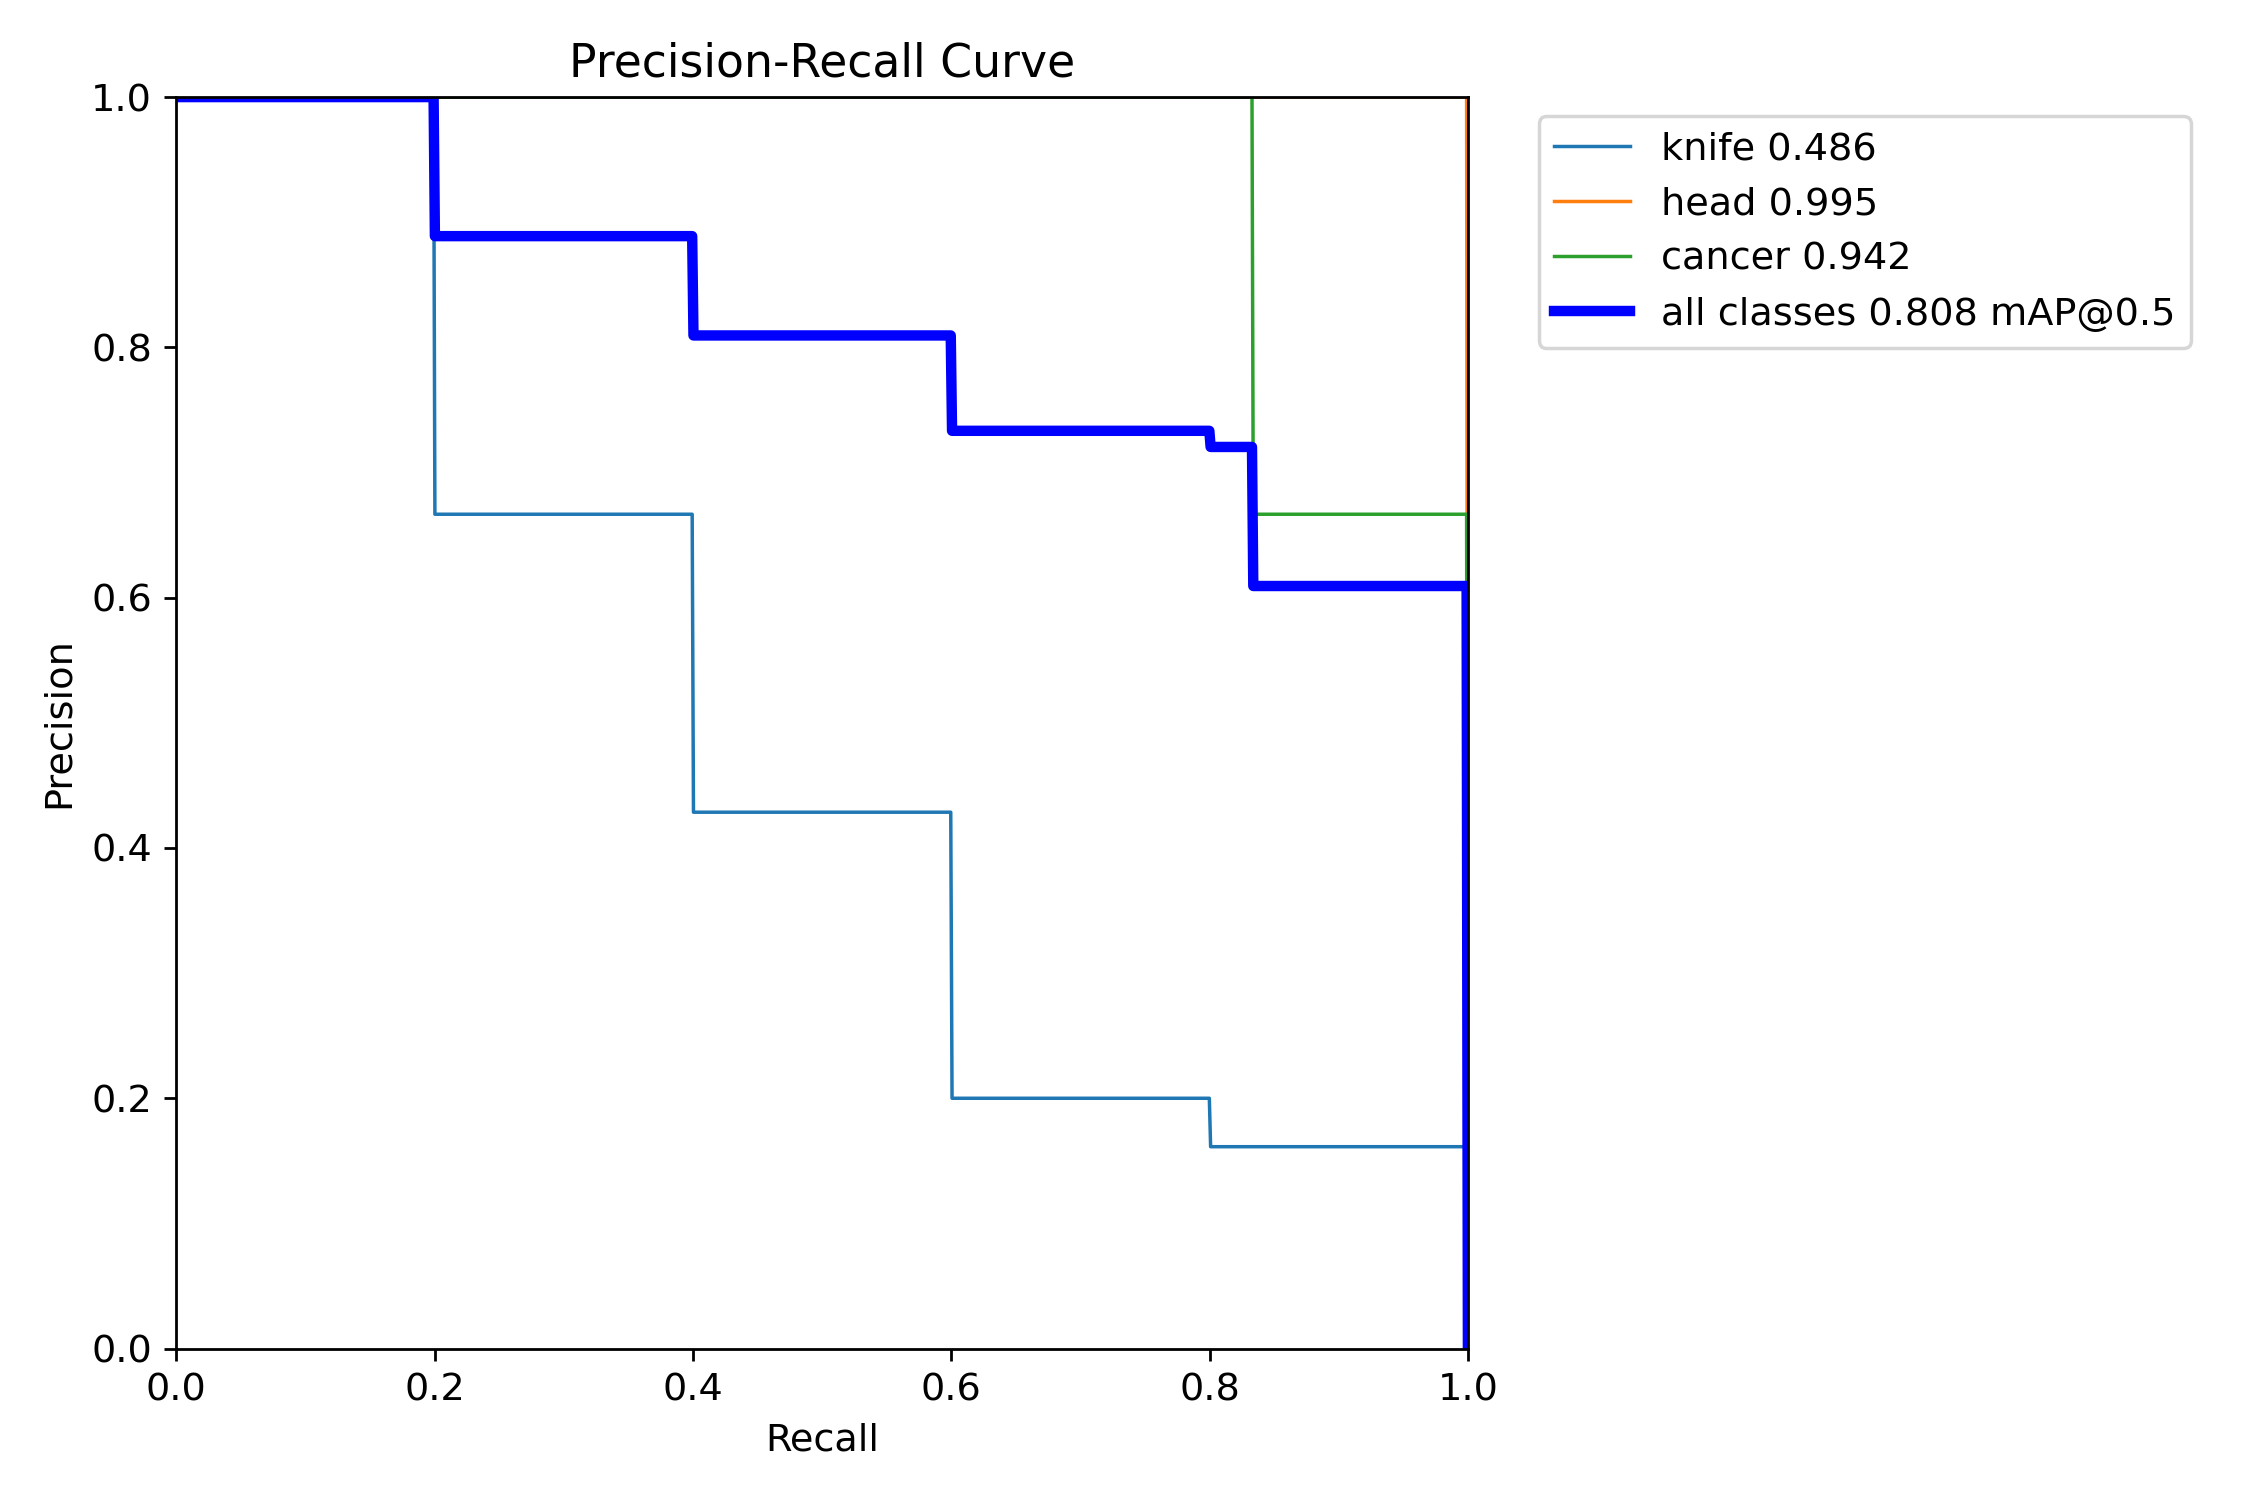 Precision-Recall Curve
1.0
0.8
0.6
0.4
0.2
0.0
Precision
0.0 0.2 0.4 0.6 0.8 1.0
Recall
knife 0.486
head 0.995
cancer 0.942
all classes 0.808 mAP@0.5